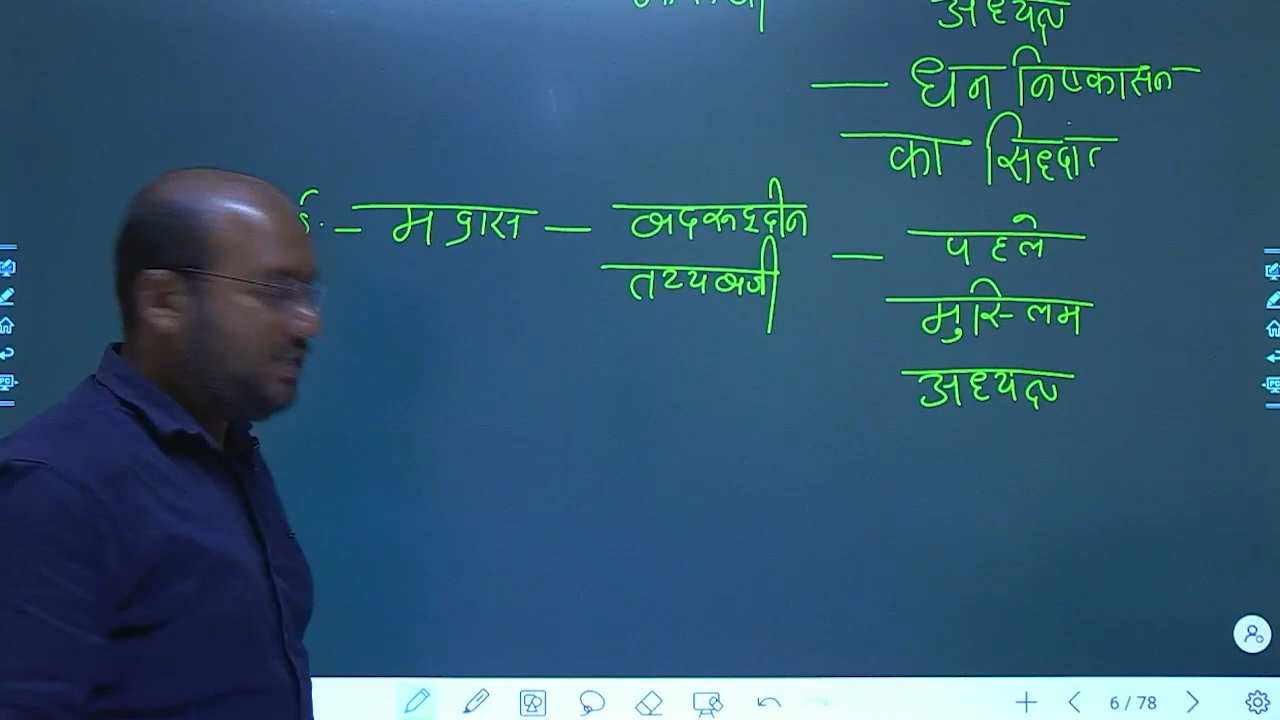 अध्यक्ष
— धन निष्कासन
का सिद्धांत
ई. — मद्रास — बदरूद्दीन — पहले
तय्यबजी मुस्लिम
अध्यक्ष
6 / 78